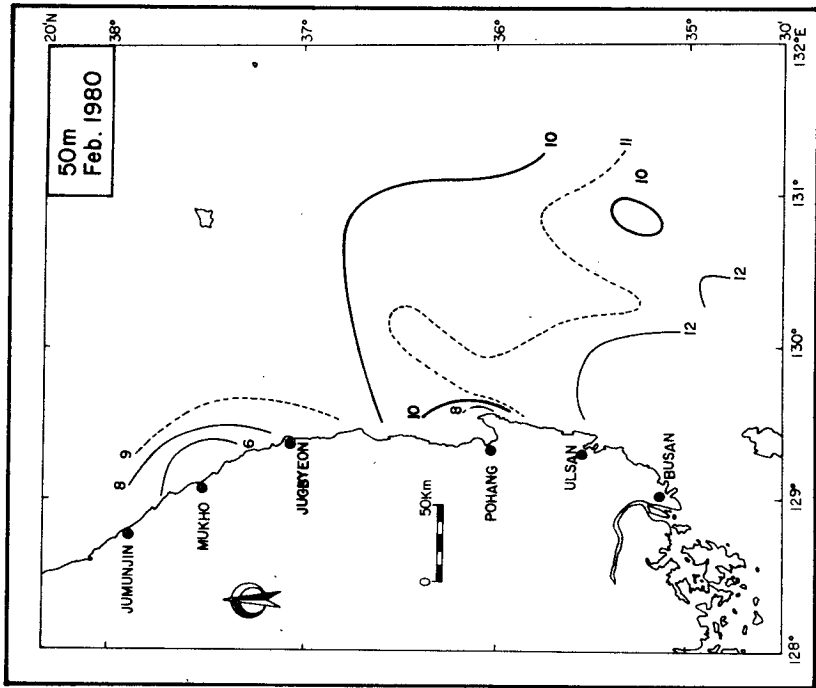 50m
Feb. 1980
20'N
38°
37°
36°
35°
30'
132°E
131°
130°
129°
128°
JUMUNJIN
MUKHO
JUGBYEON
POHANG
ULSAN
BUSAN
0 50Km
9
8
6
10
8
10
11
10
12
12